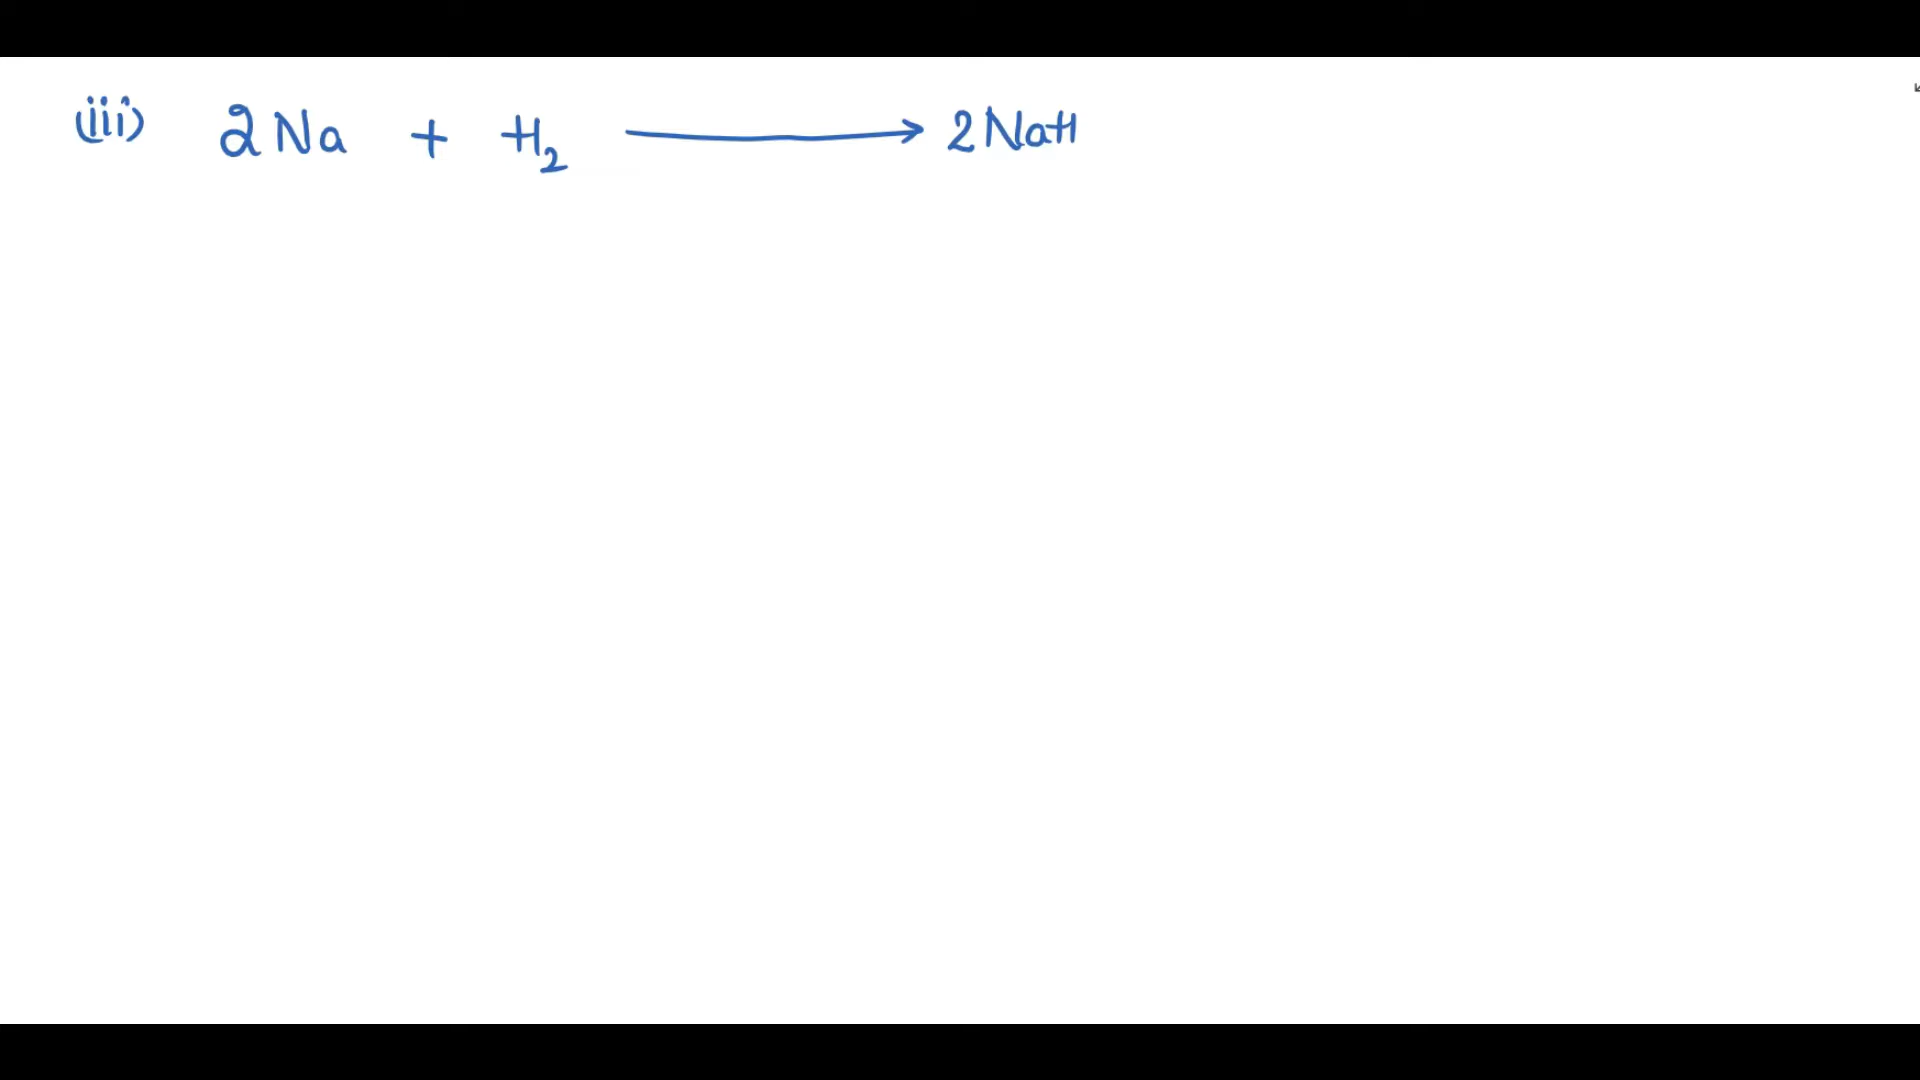 (iii) 2Na + H₂ ⟶ 2NaH